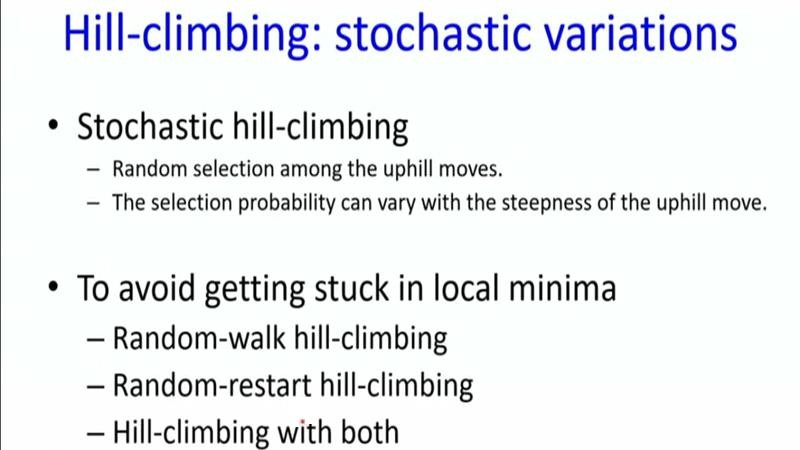 Hill-climbing: stochastic variations
• Stochastic hill-climbing
– Random selection among the uphill moves.
– The selection probability can vary with the steepness of the uphill move.
• To avoid getting stuck in local minima
– Random-walk hill-climbing
– Random-restart hill-climbing
– Hill-climbing with both